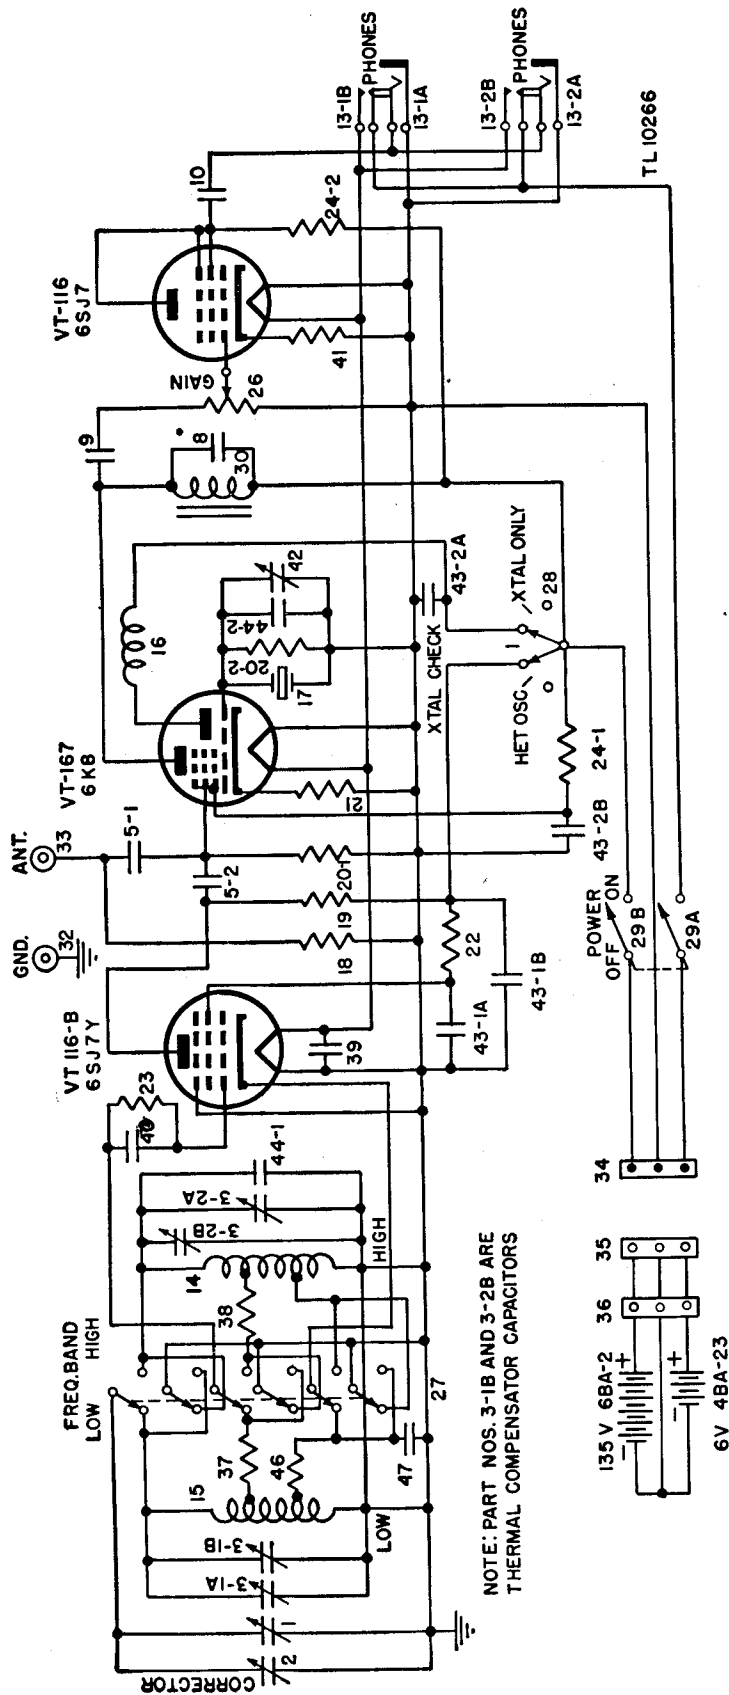 CORRECTOR
2
1
3-1A
3-1B
15
LOW
37
46
47
FREQ. BAND
LOW HIGH
27
38
14
HIGH
3-2B
3-2A
44-1
40
23
VT 116-B
6SJ7Y
39
43-1A
22
43-1B
GND.
32
ANT.
33
5-1
5-2
18
19
20-1
VT-167
6K8
21
16
17
20-2
44-2
42
43-2A
XTAL CHECK
XTAL ONLY
HET OSC.
28
24-1
43-2B
9
8
30
26
GAIN
VT-116
6SJ7
41
24-2
10
13-1B
PHONES
13-1A
13-2B
PHONES
13-2A
TL 10266
POWER
OFF ON
29B
29A
34
35
36
135 V 6BA-2
− +
− +
6V 4BA-23
NOTE: PART NOS. 3-1B AND 3-2B ARE
THERMAL COMPENSATOR CAPACITORS